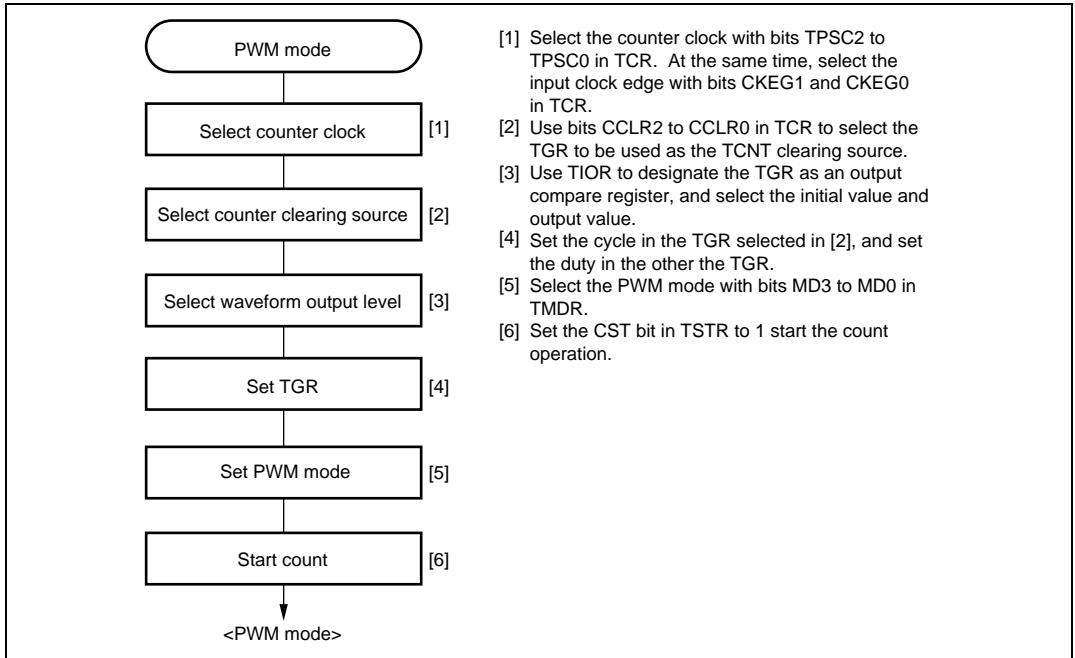 PWM mode
Select counter clock [1]
Select counter clearing source [2]
Select waveform output level [3]
Set TGR [4]
Set PWM mode [5]
Start count [6]
<PWM mode>
[1] Select the counter clock with bits TPSC2 to
TPSC0 in TCR. At the same time, select the
input clock edge with bits CKEG1 and CKEG0
in TCR.
[2] Use bits CCLR2 to CCLR0 in TCR to select the
TGR to be used as the TCNT clearing source.
[3] Use TIOR to designate the TGR as an output
compare register, and select the initial value and
output value.
[4] Set the cycle in the TGR selected in [2], and set
the duty in the other the TGR.
[5] Select the PWM mode with bits MD3 to MD0 in
TMDR.
[6] Set the CST bit in TSTR to 1 start the count
operation.